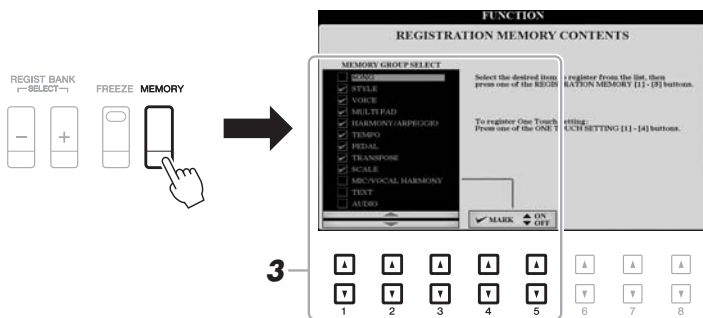 REGIST BANK
SELECT
FREEZE
MEMORY
FUNCTION
REGISTRATION MEMORY CONTENTS
MEMORY GROUP SELECT
SONG
STYLE
VOICE
MULTI PAD
HARMONY/ARPEGGIO
TEMPO
PEDAL
TRANSPOSE
SCALE
MIC/VOCAL HARMONY
TEXT
AUDIO
Select the desired item to register from the list, then
press one of the REGISTRATION MEMORY [1] - [8] buttons.
To register One Touch Setting:
Press one of the ONE TOUCH SETTING [1] - [4] buttons.
MARK
ON
OFF
3
1 2 3 4 5 6 7 8